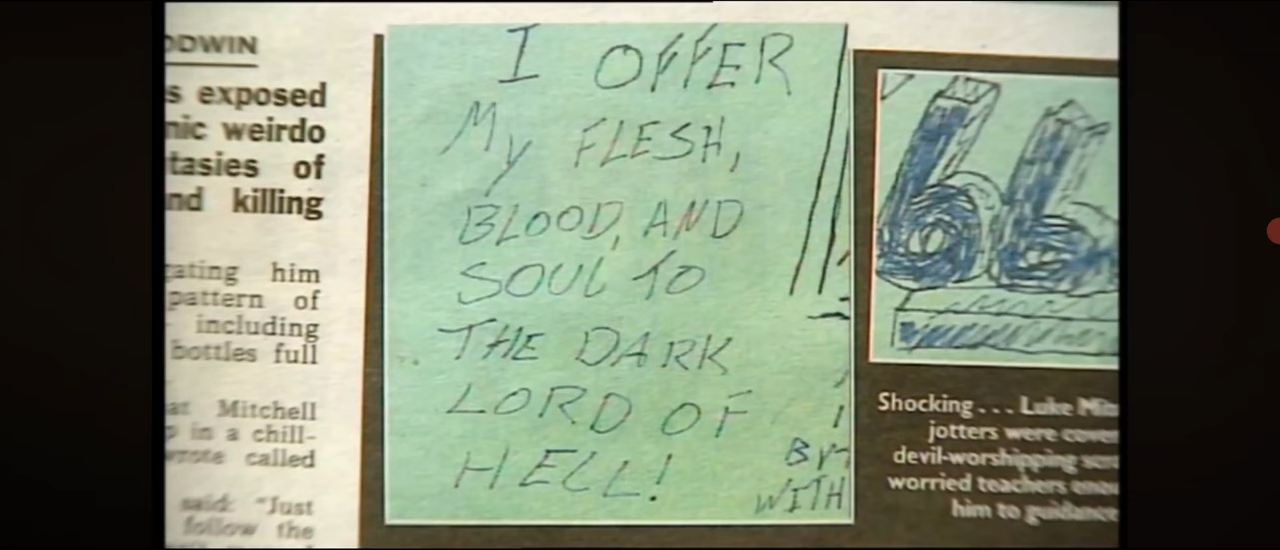 ODWIN
s exposed
nic weirdo
tasies of
nd killing
gating him
pattern of
- including
bottles full
at Mitchell
p in a chill-
wrote called
said: "Just
follow the
I OFFER
My FLESH,
BLOOD, AND
SOUL TO
THE DARK
LORD OF
HELL!
WITH
66
Shocking . . . Luke
jotters were
devil-worshipping
worried teachers
him to guidance